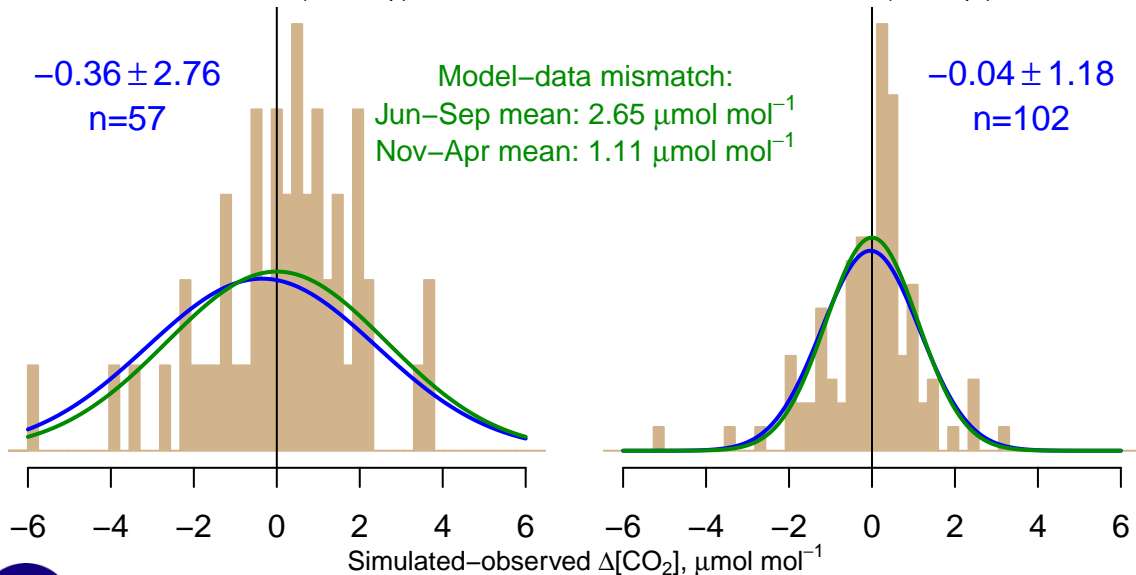 −0.36 ± 2.76
n=57
Model−data mismatch:
Jun−Sep mean: 2.65 μmol mol⁻¹
Nov−Apr mean: 1.11 μmol mol⁻¹
−0.04 ± 1.18
n=102
−6 −4 −2 0 2 4 6
−6 −4 −2 0 2 4 6
Simulated−observed Δ[CO₂], μmol mol⁻¹